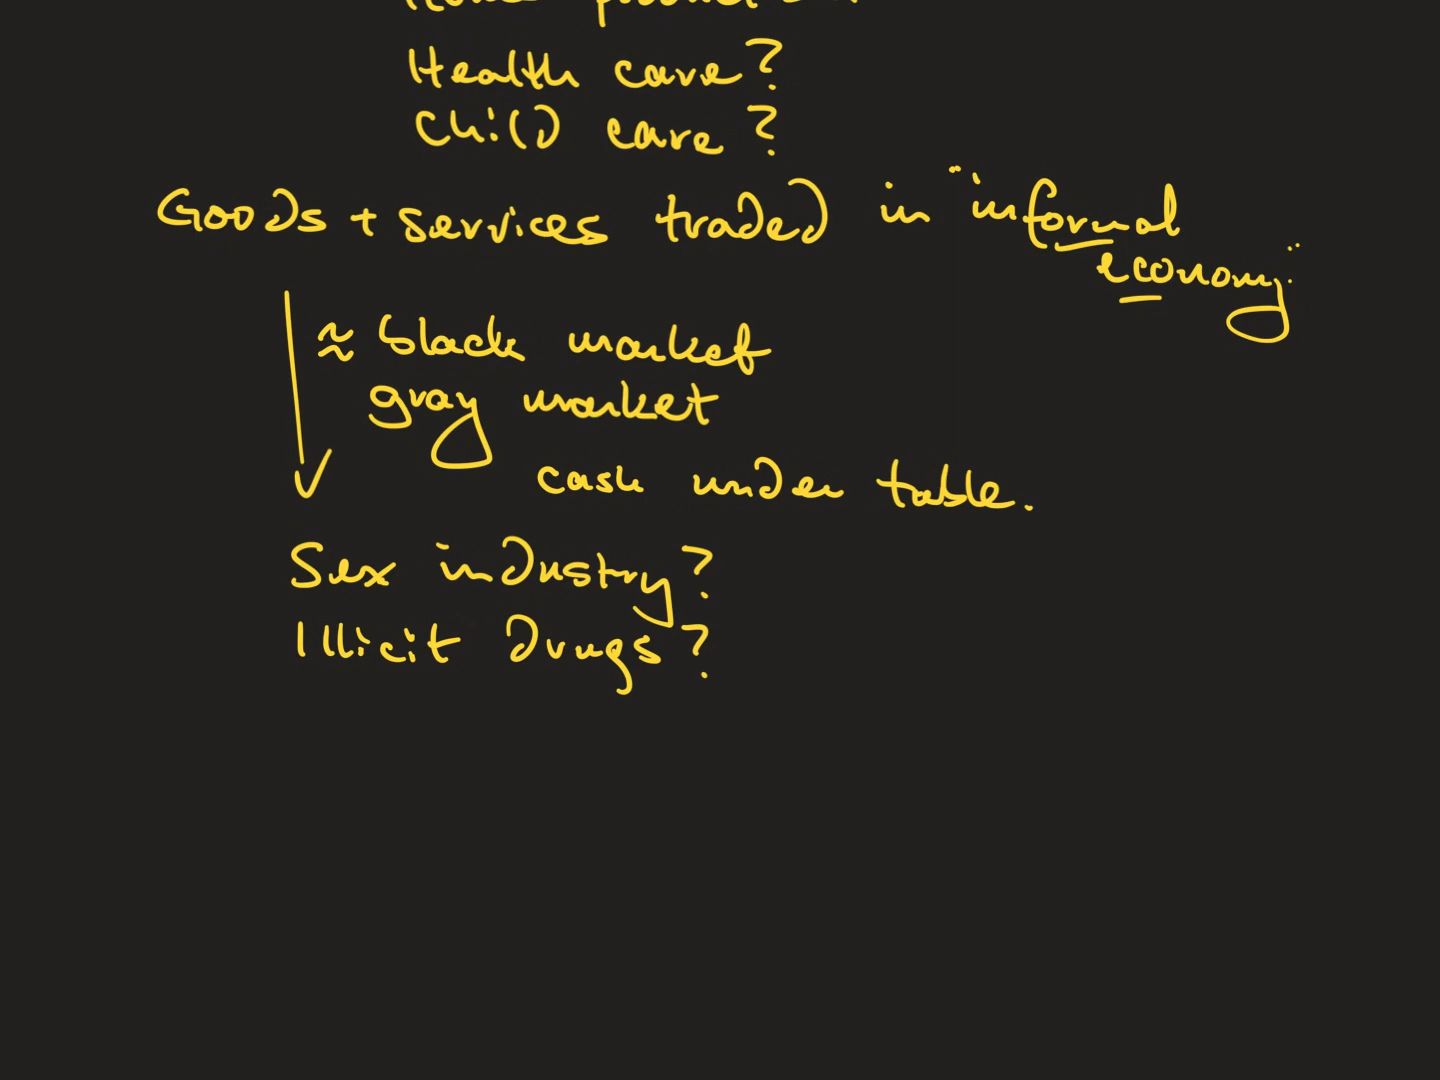 Health care?
Child care?
Goods + services traded in "informal
economy"
≈ black market
gray market
cash under table.
Sex industry?
Illicit Drugs?